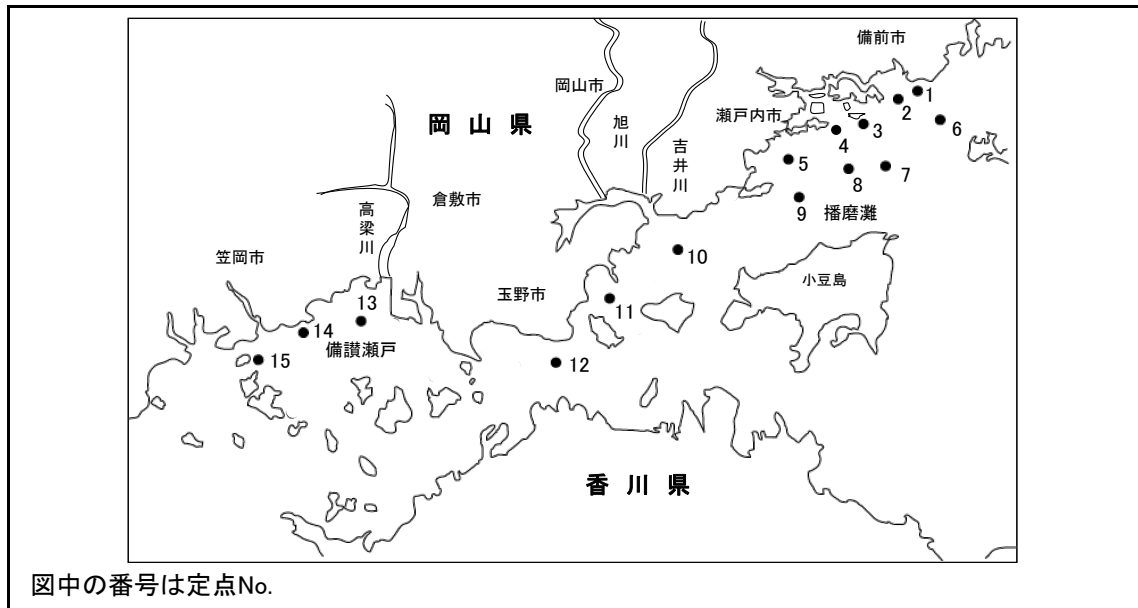 備前市
岡山市
1
2
岡山県
旭川
瀬戸内市
3
6
4
吉井川
5
7
8
倉敷市
9
播磨灘
高梁川
笠岡市
10
小豆島
玉野市
13
11
14
備讃瀬戸
15
12
香川県
図中の番号は定点No.